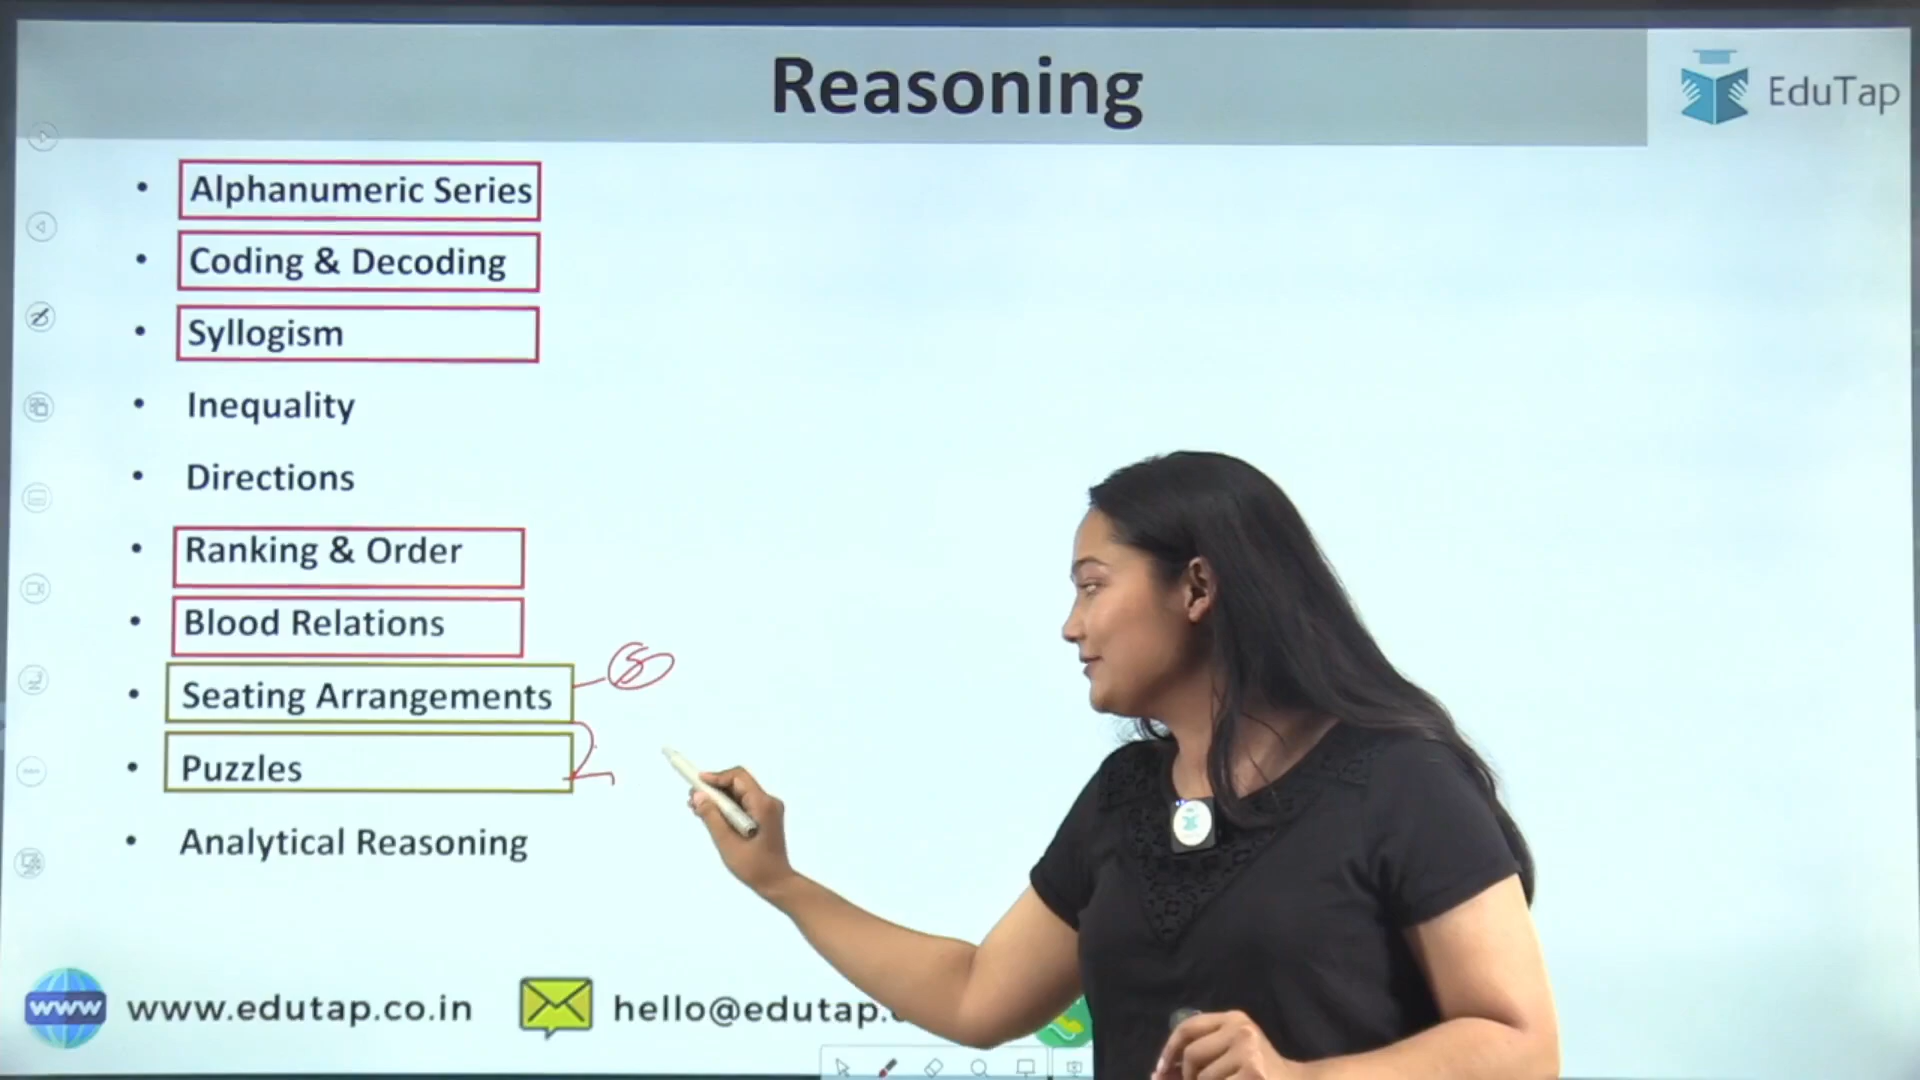 Reasoning
EduTap
• Alphanumeric Series
• Coding & Decoding
• Syllogism
• Inequality
• Directions
• Ranking & Order
• Blood Relations
• Seating Arrangements
• Puzzles
• Analytical Reasoning
www
www.edutap.co.in
hello@edutap.